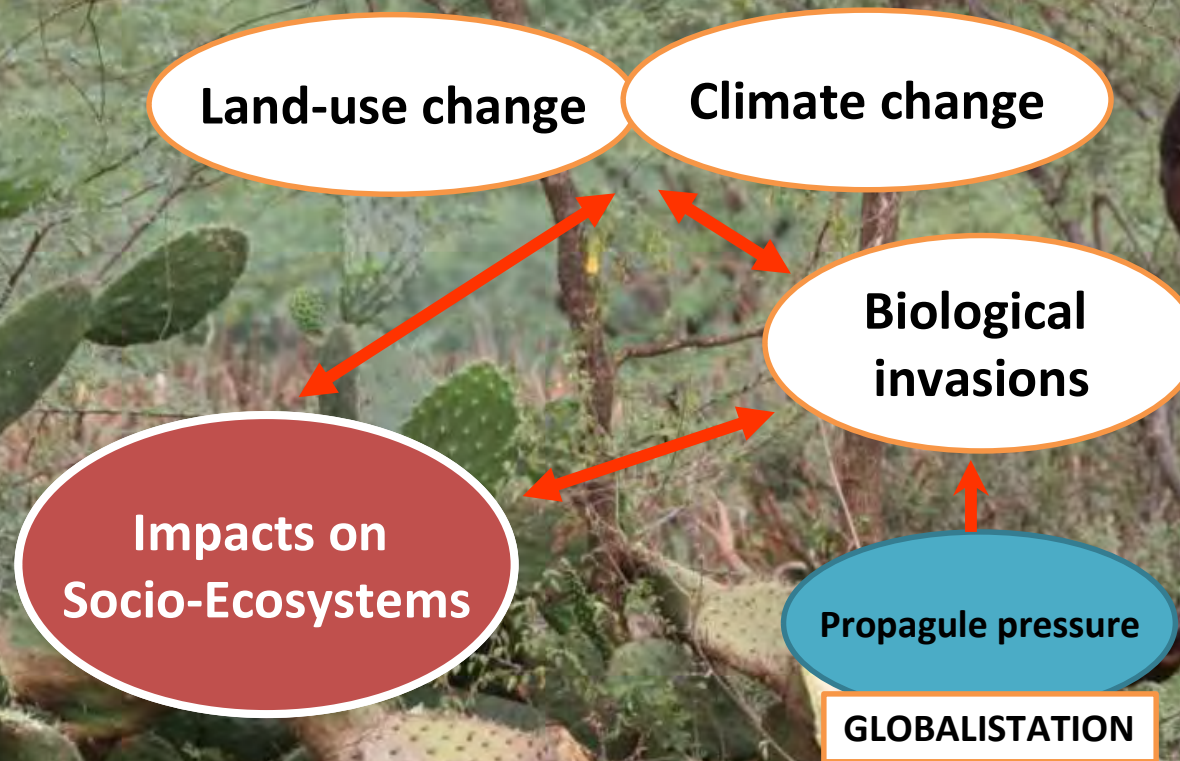 Land-use change
Climate change
Biological
invasions
Impacts on
Socio-Ecosystems
Propagule pressure
GLOBALISTATION